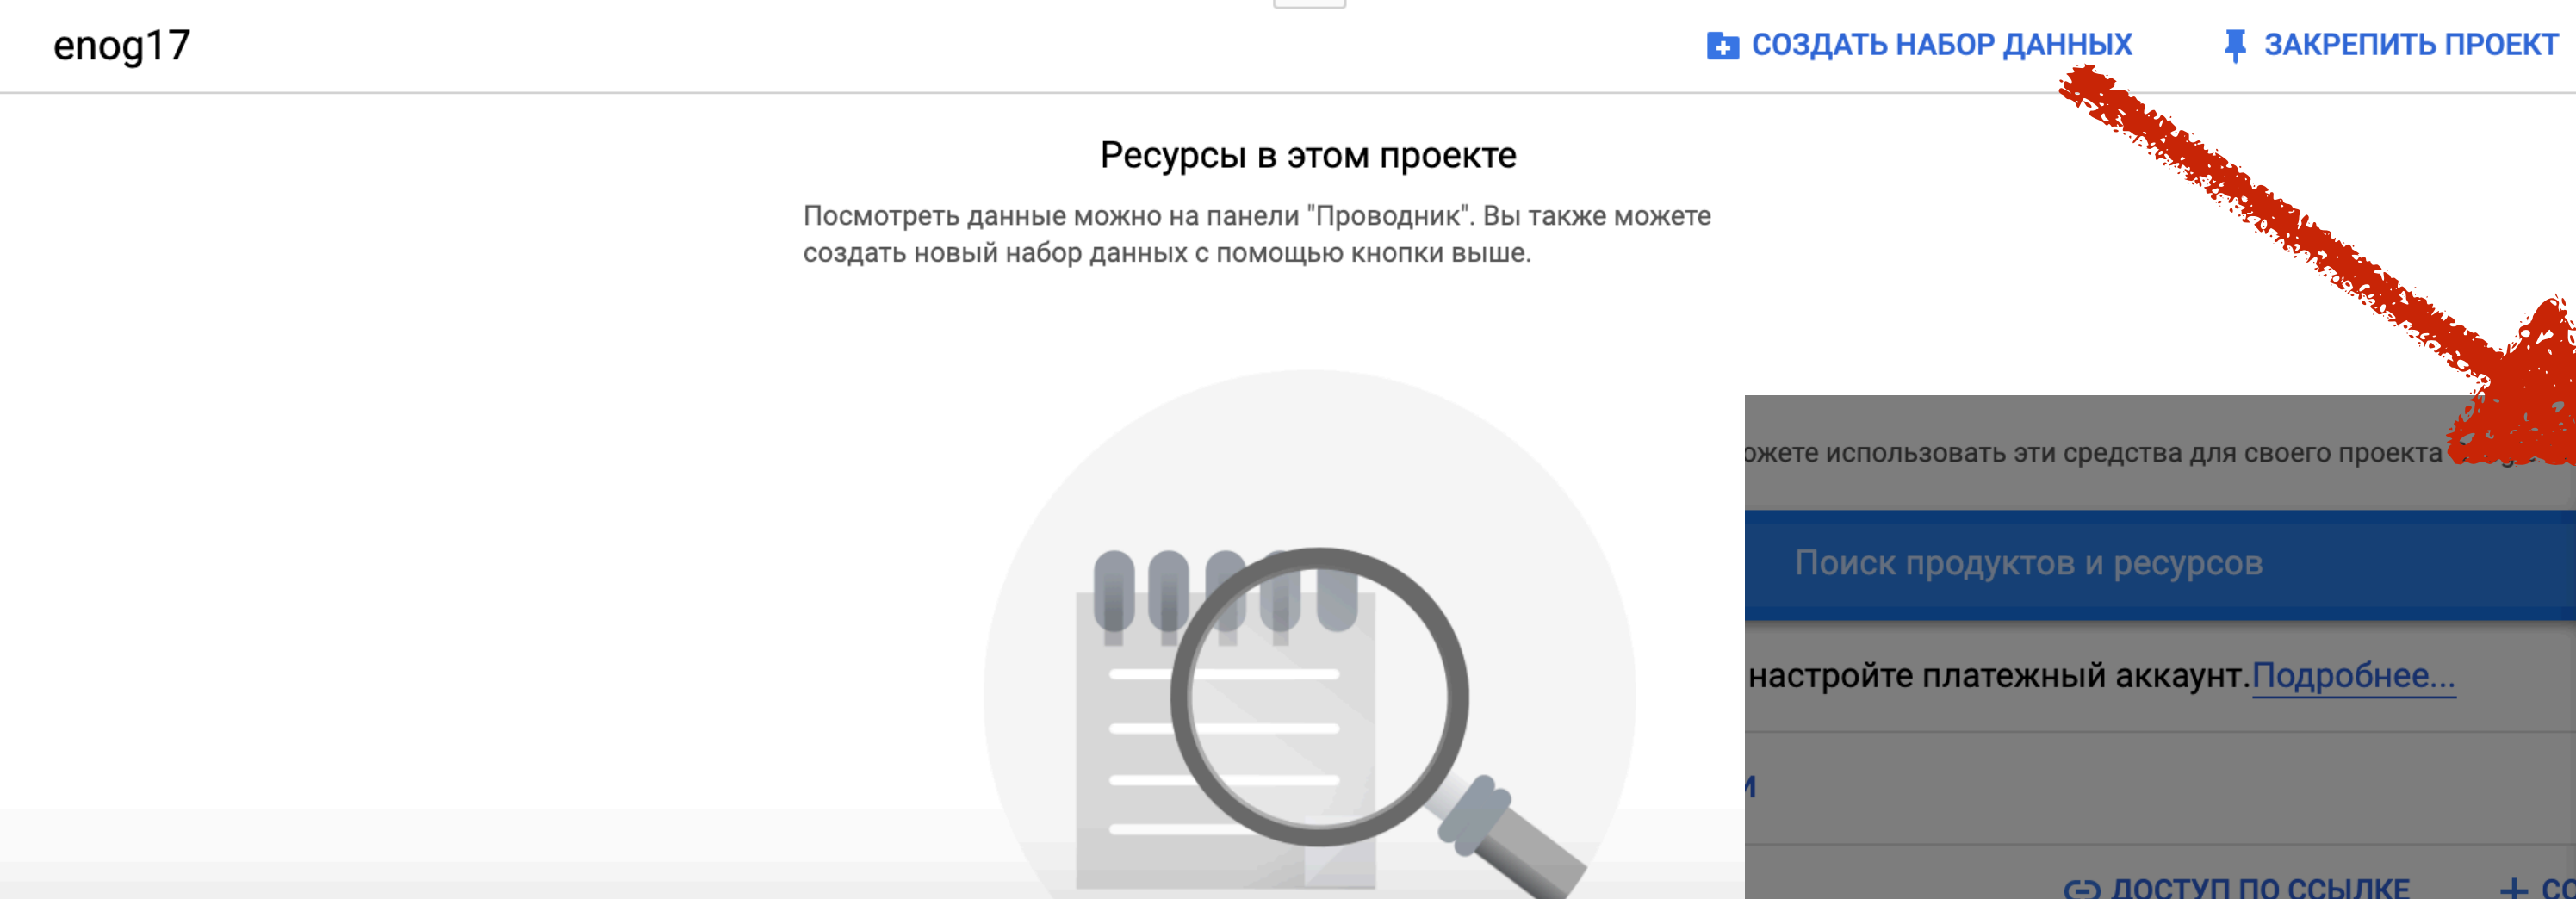 enog17
СОЗДАТЬ НАБОР ДАННЫХ
ЗАКРЕПИТЬ ПРОЕКТ
Ресурсы в этом проекте
Посмотреть данные можно на панели "Проводник". Вы также можете
создать новый набор данных с помощью кнопки выше.
ожете использовать эти средства для своего проекта
Поиск продуктов и ресурсов
настройте платежный аккаунт.Подробнее...
ДОСТУП ПО ССЫЛКЕ